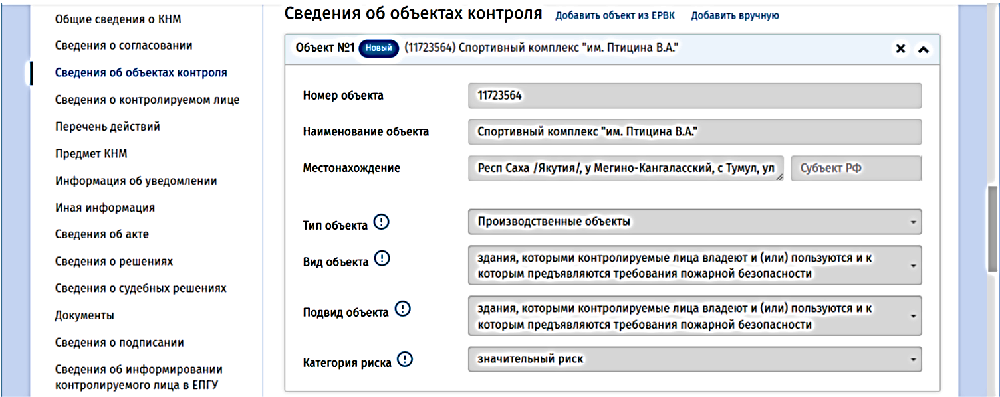 Общие сведения о КНМ
Сведения о согласовании
Сведения об объектах контроля
Сведения о контролируемом лице
Перечень действий
Предмет КНМ
Информация об уведомлении
Иная информация
Сведения об акте
Сведения о решениях
Сведения о судебных решениях
Документы
Сведения о подписании
Сведения об информировании
контролируемого лица в ЕПГУ
Сведения об объектах контроля Добавить объект из ЕРВК Добавить вручную
Объект №1 Новый (11723564) Спортивный комплекс "им. Птицина В.А."
Номер объекта 11723564
Наименование объекта Спортивный комплекс "им. Птицина В.А."
Местонахождение Респ Саха /Якутия/, у Мегино-Кангаласский, с Тумул, ул Субъект РФ
Тип объекта Производственные объекты
Вид объекта здания, которыми контролируемые лица владеют и (или) пользуются и к
которым предъявляются требования пожарной безопасности
Подвид объекта здания, которыми контролируемые лица владеют и (или) пользуются и к
которым предъявляются требования пожарной безопасности
Категория риска значительный риск